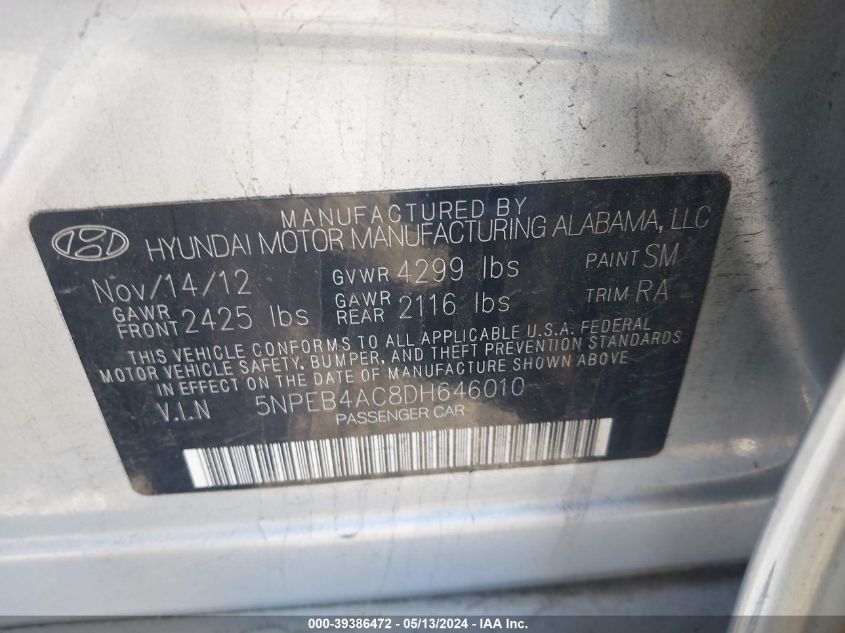 MANUFACTURED BY
HYUNDAI MOTOR MANUFACTURING ALABAMA, LLC
Nov/14/12 GVWR 4299 lbs PAINT SM
GAWR FRONT 2425 lbs GAWR REAR 2116 lbs TRIM RA
THIS VEHICLE CONFORMS TO ALL APPLICABLE U.S.A. FEDERAL
MOTOR VEHICLE SAFETY, BUMPER, AND THEFT PREVENTION STANDARDS
IN EFFECT ON THE DATE OF MANUFACTURE SHOWN ABOVE
V.I.N 5NPEB4AC8DH646010
PASSENGER CAR
000-39386472 - 05/13/2024 - IAA Inc.